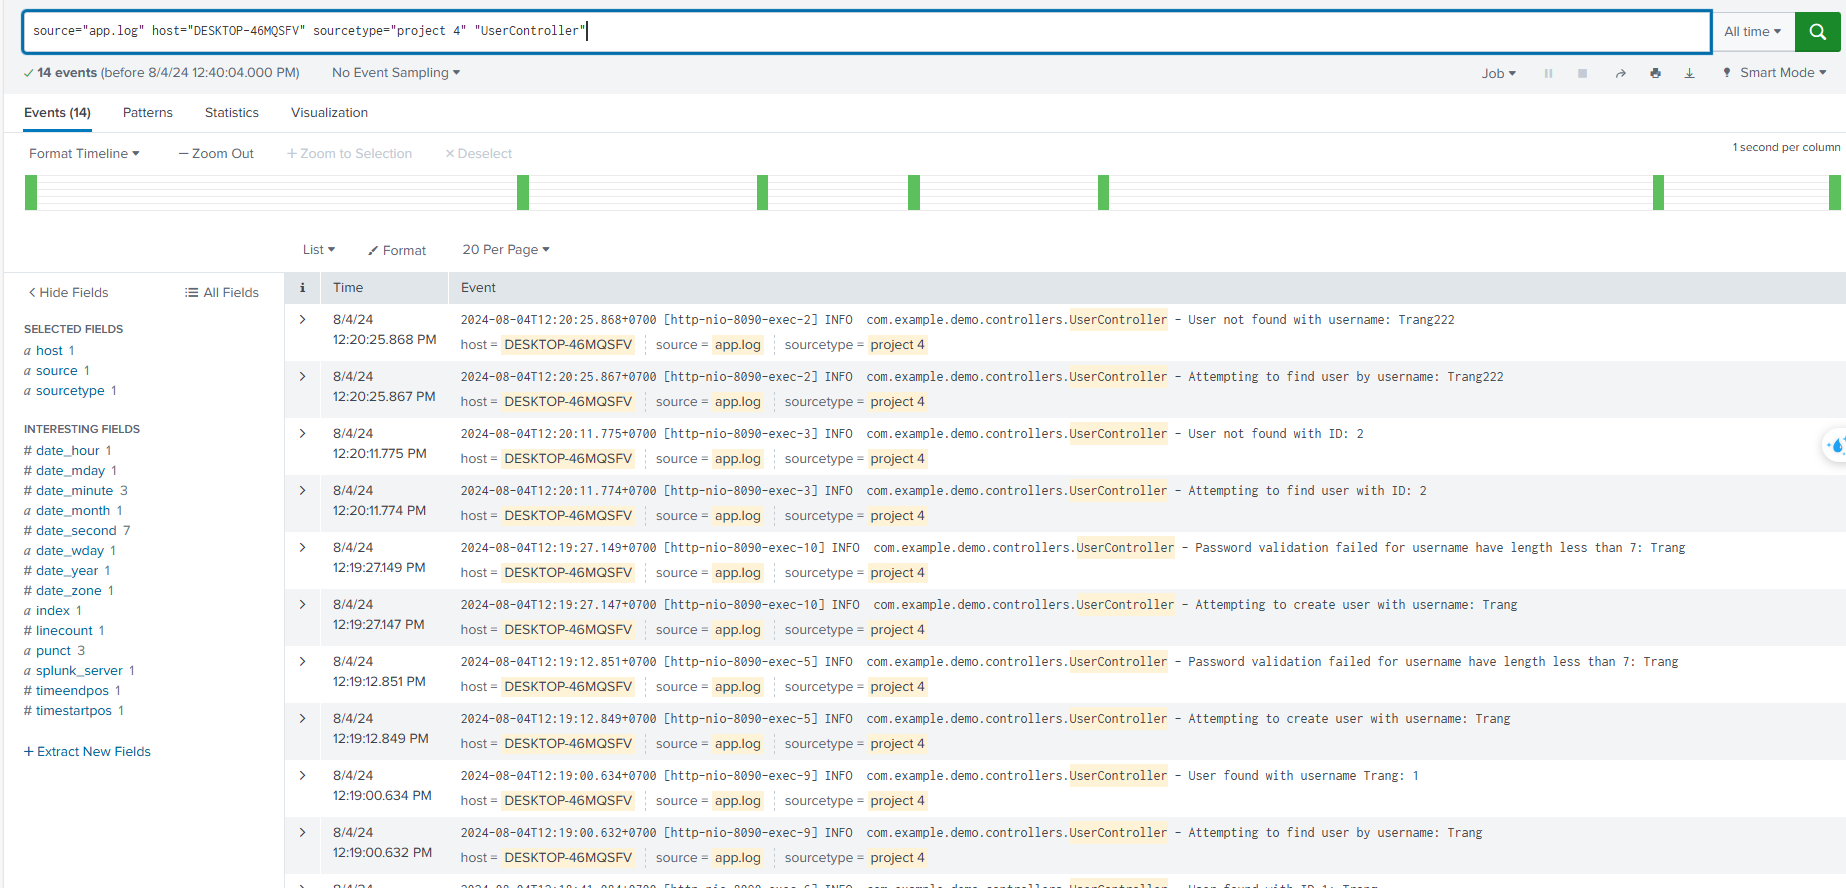 source="app.log" host="DESKTOP-46MQSFV" sourcetype="project 4" "UserController"
All time
14 events (before 8/4/24 12:40:04.000 PM)
No Event Sampling
Job
Smart Mode
Events (14)
Patterns
Statistics
Visualization
Format Timeline
— Zoom Out
+ Zoom to Selection
× Deselect
1 second per column
List
Format
20 Per Page
< Hide Fields
All Fields
SELECTED FIELDS
a host 1
a source 1
a sourcetype 1
INTERESTING FIELDS
# date_hour 1
# date_mday 1
# date_minute 3
a date_month 1
# date_second 7
a date_wday 1
# date_year 1
# date_zone 1
a index 1
# linecount 1
a punct 3
a splunk_server 1
# timeendpos 1
# timestartpos 1
+ Extract New Fields
i Time Event
8/4/24
12:20:25.868 PM
2024-08-04T12:20:25.868+0700 [http-nio-8090-exec-2] INFO com.example.demo.controllers.UserController - User not found with username: Trang222
host = DESKTOP-46MQSFV source = app.log sourcetype = project 4
8/4/24
12:20:25.867 PM
2024-08-04T12:20:25.867+0700 [http-nio-8090-exec-2] INFO com.example.demo.controllers.UserController - Attempting to find user by username: Trang222
host = DESKTOP-46MQSFV source = app.log sourcetype = project 4
8/4/24
12:20:11.775 PM
2024-08-04T12:20:11.775+0700 [http-nio-8090-exec-3] INFO com.example.demo.controllers.UserController - User not found with ID: 2
host = DESKTOP-46MQSFV source = app.log sourcetype = project 4
8/4/24
12:20:11.774 PM
2024-08-04T12:20:11.774+0700 [http-nio-8090-exec-3] INFO com.example.demo.controllers.UserController - Attempting to find user with ID: 2
host = DESKTOP-46MQSFV source = app.log sourcetype = project 4
8/4/24
12:19:27.149 PM
2024-08-04T12:19:27.149+0700 [http-nio-8090-exec-10] INFO com.example.demo.controllers.UserController - Password validation failed for username have length less than 7: Trang
host = DESKTOP-46MQSFV source = app.log sourcetype = project 4
8/4/24
12:19:27.147 PM
2024-08-04T12:19:27.147+0700 [http-nio-8090-exec-10] INFO com.example.demo.controllers.UserController - Attempting to create user with username: Trang
host = DESKTOP-46MQSFV source = app.log sourcetype = project 4
8/4/24
12:19:12.851 PM
2024-08-04T12:19:12.851+0700 [http-nio-8090-exec-5] INFO com.example.demo.controllers.UserController - Password validation failed for username have length less than 7: Trang
host = DESKTOP-46MQSFV source = app.log sourcetype = project 4
8/4/24
12:19:12.849 PM
2024-08-04T12:19:12.849+0700 [http-nio-8090-exec-5] INFO com.example.demo.controllers.UserController - Attempting to create user with username: Trang
host = DESKTOP-46MQSFV source = app.log sourcetype = project 4
8/4/24
12:19:00.634 PM
2024-08-04T12:19:00.634+0700 [http-nio-8090-exec-9] INFO com.example.demo.controllers.UserController - User found with username Trang: 1
host = DESKTOP-46MQSFV source = app.log sourcetype = project 4
8/4/24
12:19:00.632 PM
2024-08-04T12:19:00.632+0700 [http-nio-8090-exec-9] INFO com.example.demo.controllers.UserController - Attempting to find user by username: Trang
host = DESKTOP-46MQSFV source = app.log sourcetype = project 4